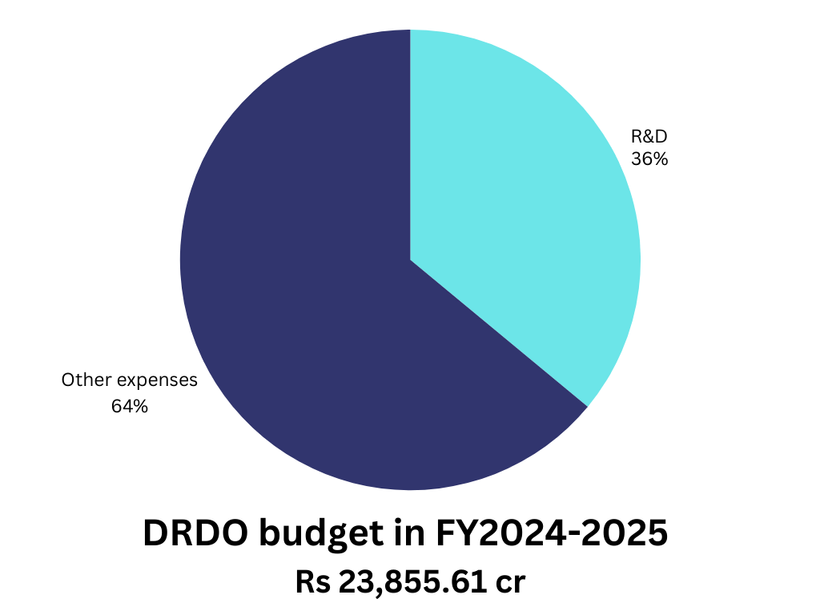 R&D
36%
Other expenses
64%
DRDO budget in FY2024-2025
Rs 23,855.61 cr